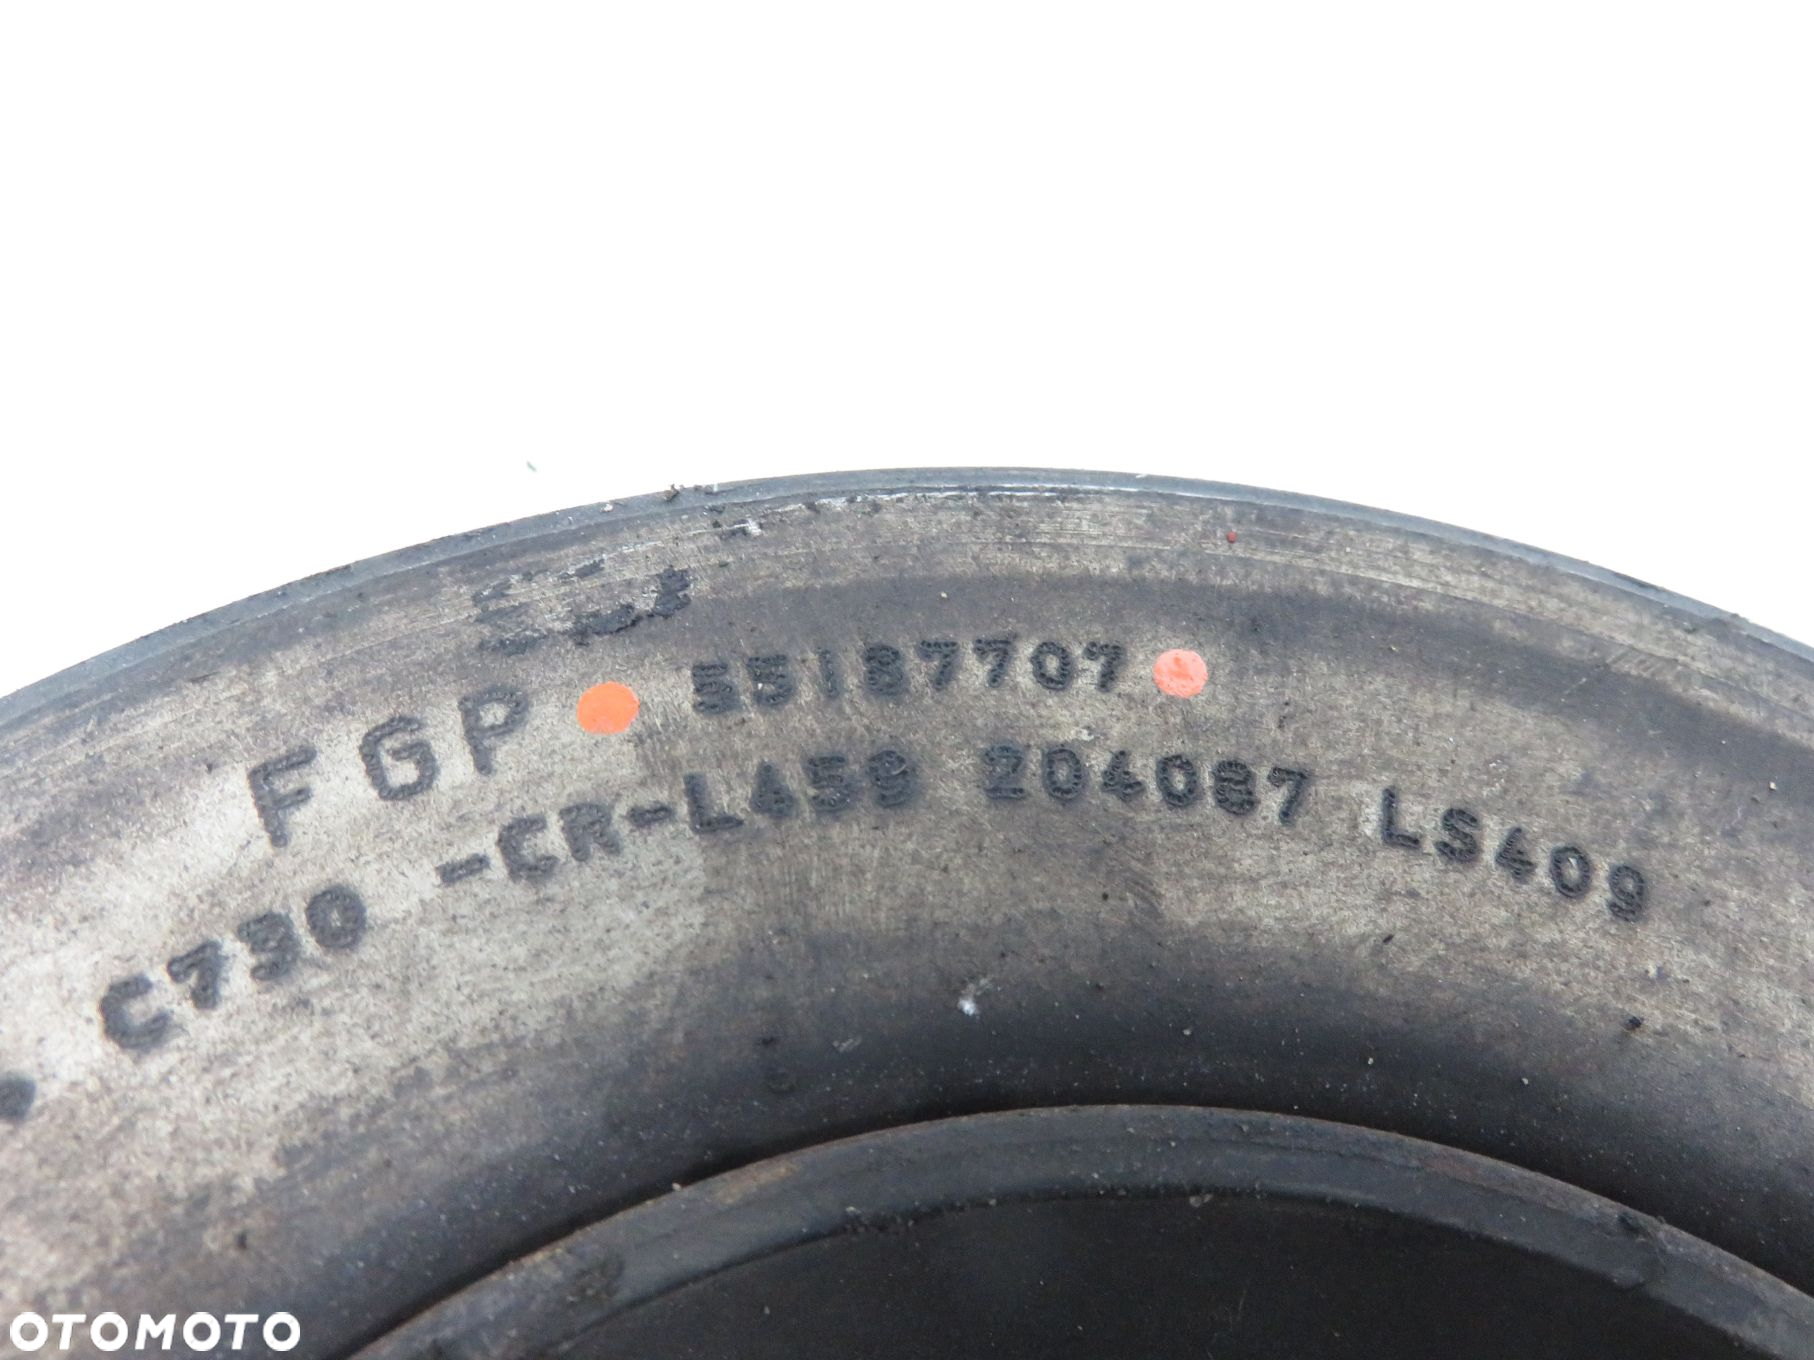 FGP 55187707
C730 -CR-L459 204087 LS409
OTOMOTO